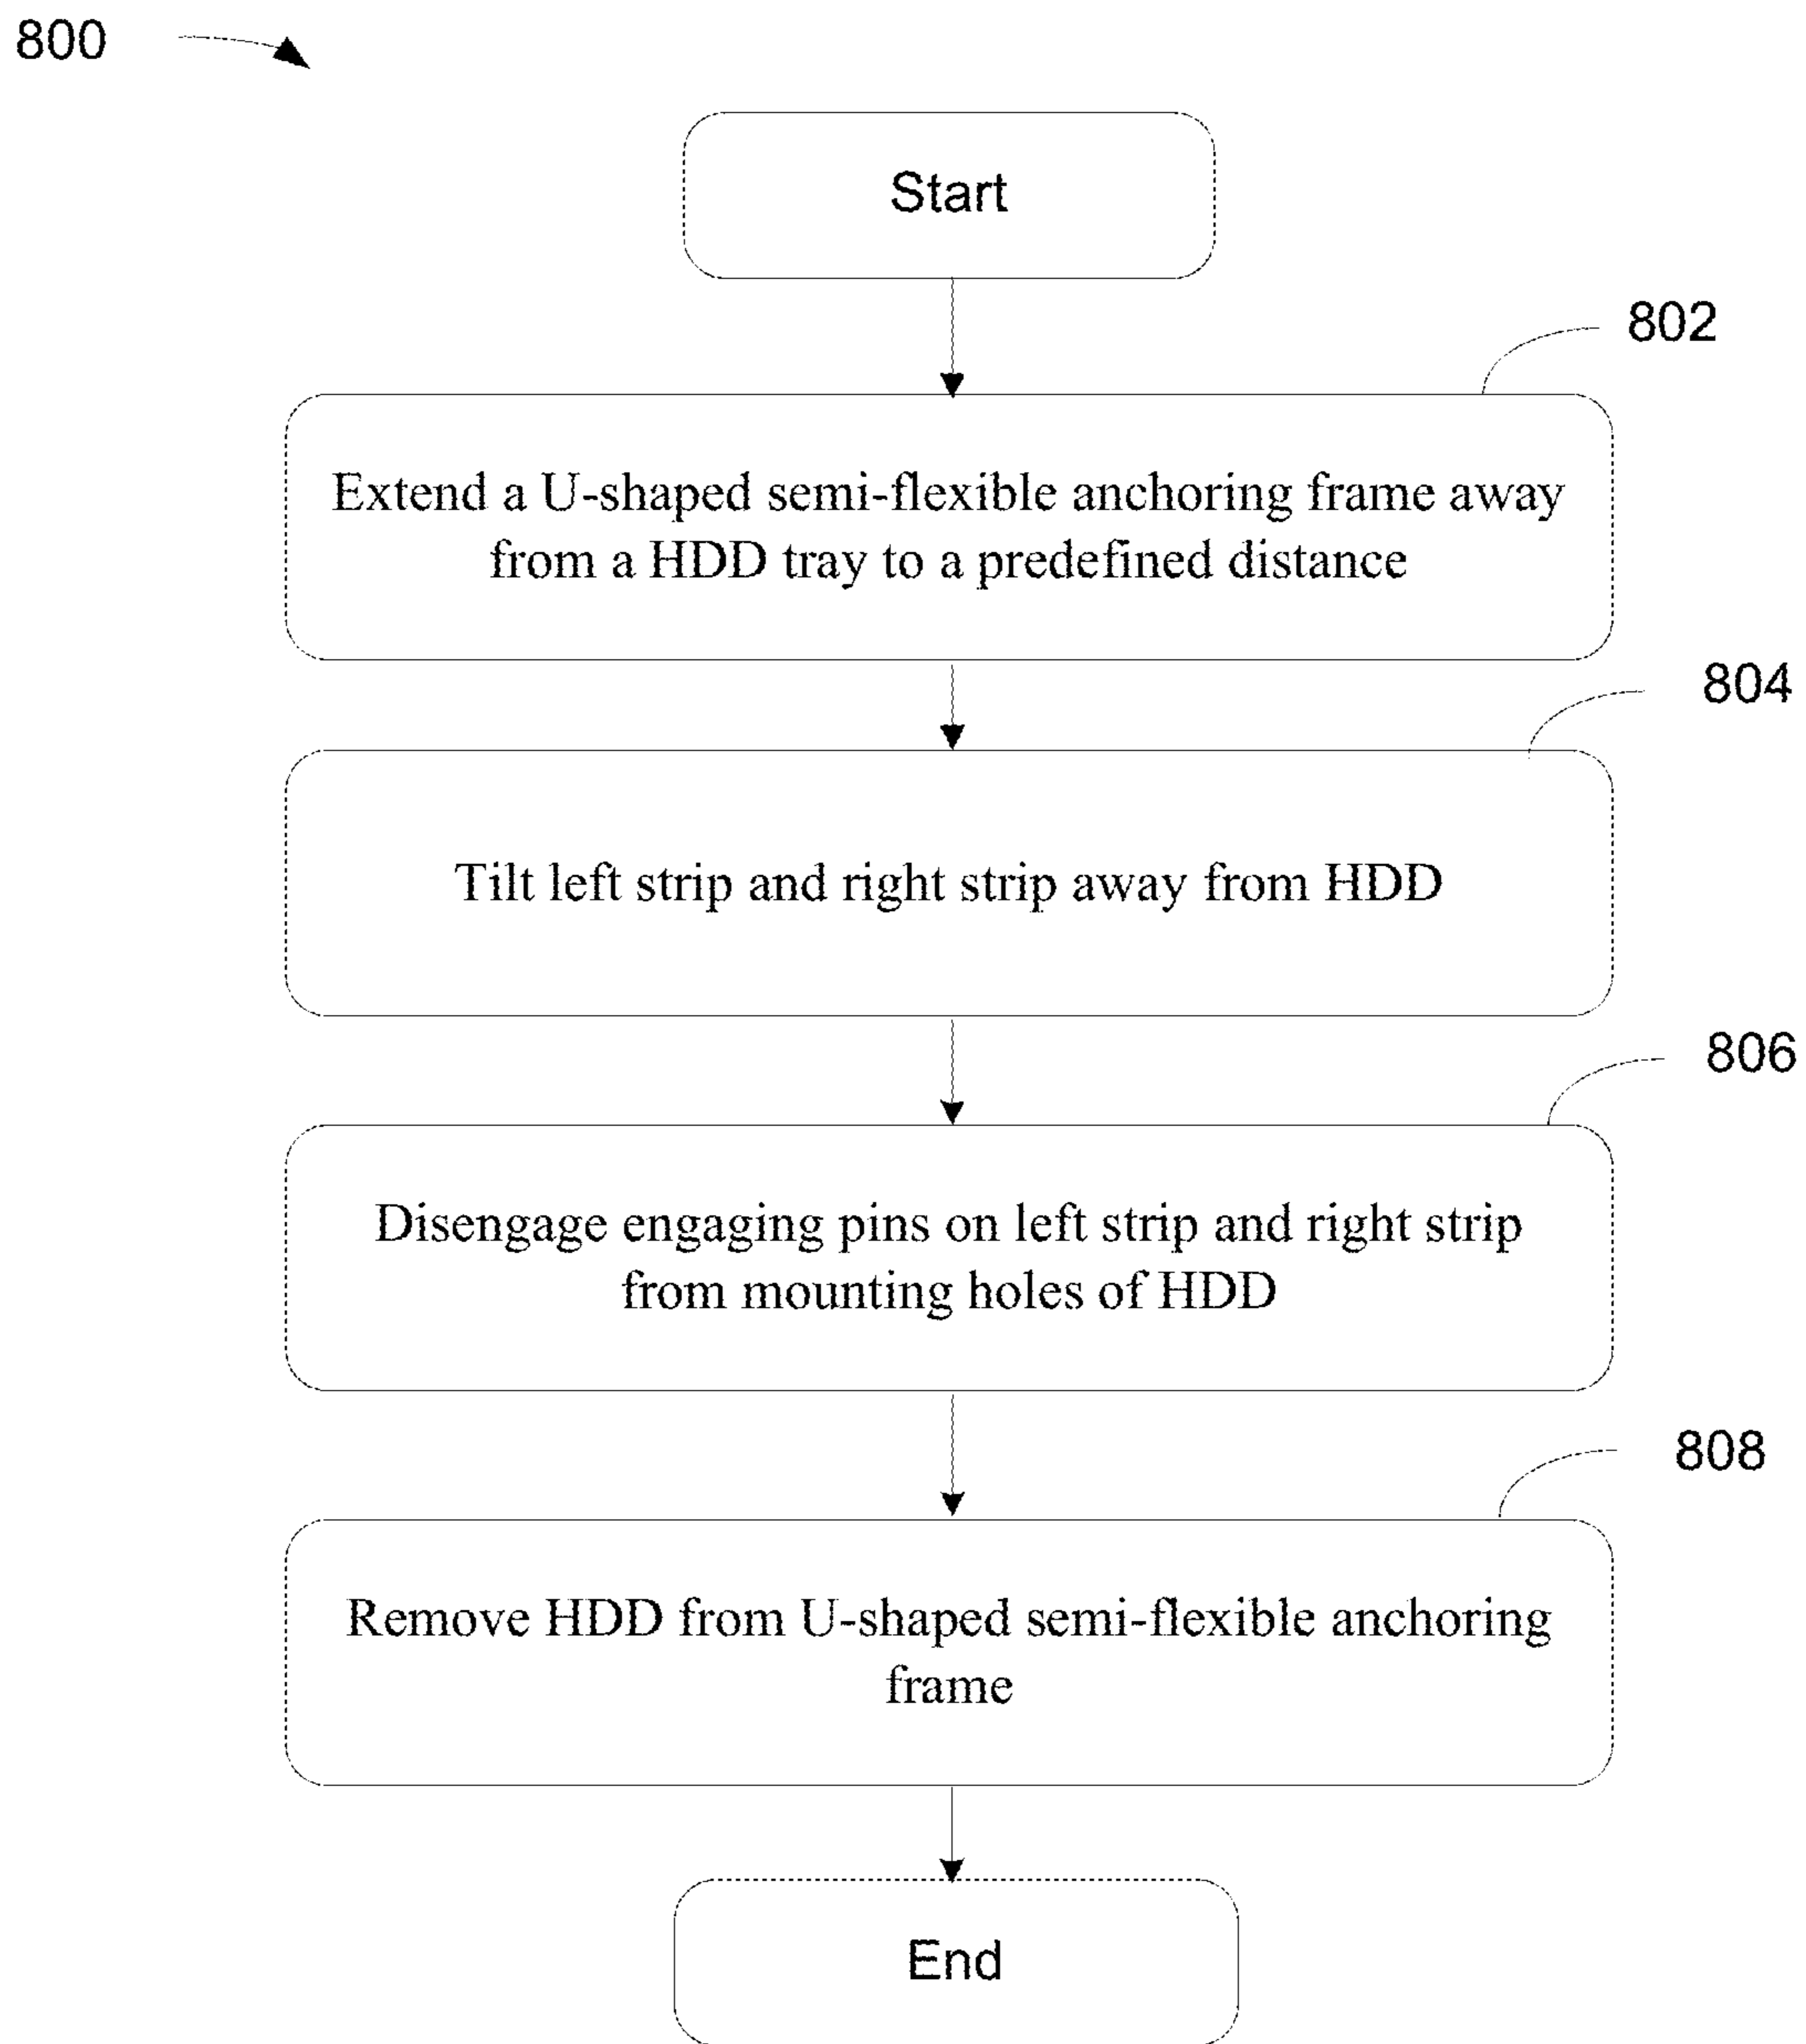 800
Start
802
Extend a U-shaped semi-flexible anchoring frame away
from a HDD tray to a predefined distance
804
Tilt left strip and right strip away from HDD
806
Disengage engaging pins on left strip and right strip
from mounting holes of HDD
808
Remove HDD from U-shaped semi-flexible anchoring
frame
End